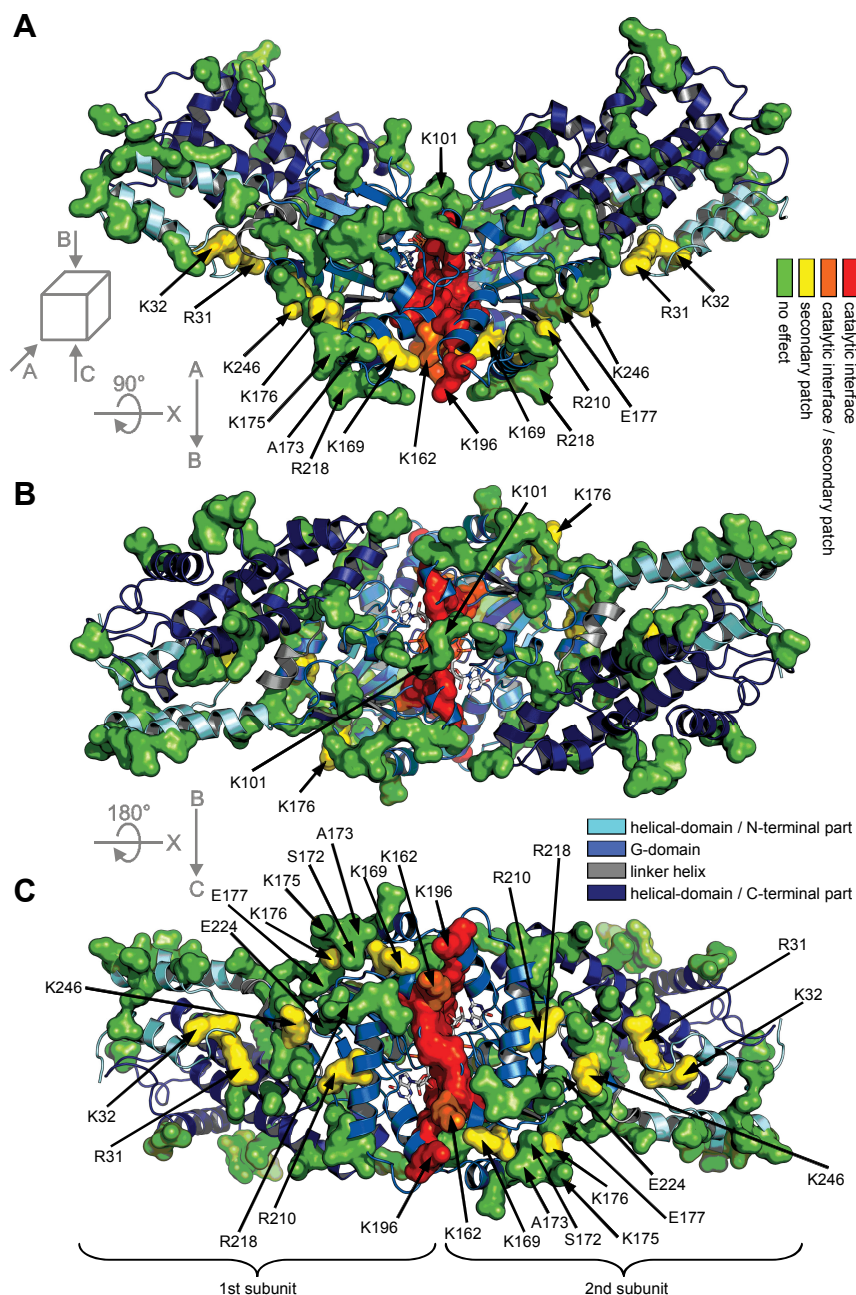 A
K101
B
K32
R31
A
C
90°
X
A
B
K246
K176
K175
A173
R218
K169
K162
K196
K169
R218
R210
E177
K246
R31
K32
no effect
secondary patch
catalytic interface / secondary patch
catalytic interface
B
K101
K176
K101
K176
180°
X
B
C
helical-domain / N-terminal part
G-domain
linker helix
helical-domain / C-terminal part
C
A173
S172
K175
K176
E177
E224
K246
K169
K162
K196
R210
R218
R31
K32
K32
R31
R218
R210
K196
K162
K169
A173
S172
K175
K176
E177
E224
K246
1st subunit
2nd subunit